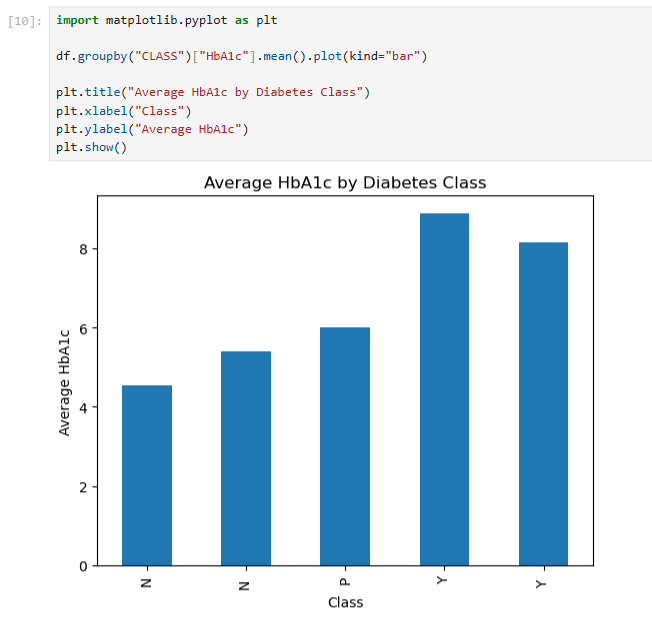 [10]: import matplotlib.pyplot as plt
df.groupby("CLASS")["HbA1c"].mean().plot(kind="bar")
plt.title("Average HbA1c by Diabetes Class")
plt.xlabel("Class")
plt.ylabel("Average HbA1c")
plt.show()
Average HbA1c by Diabetes Class
Average HbA1c
8
6
4
2
0
N N P Y Y
Class